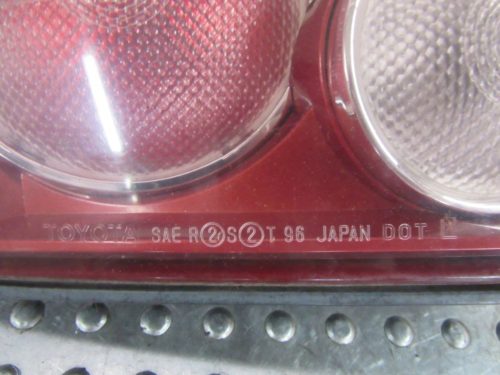 TOYOTA SAE R②S②T 96 JAPAN DOT